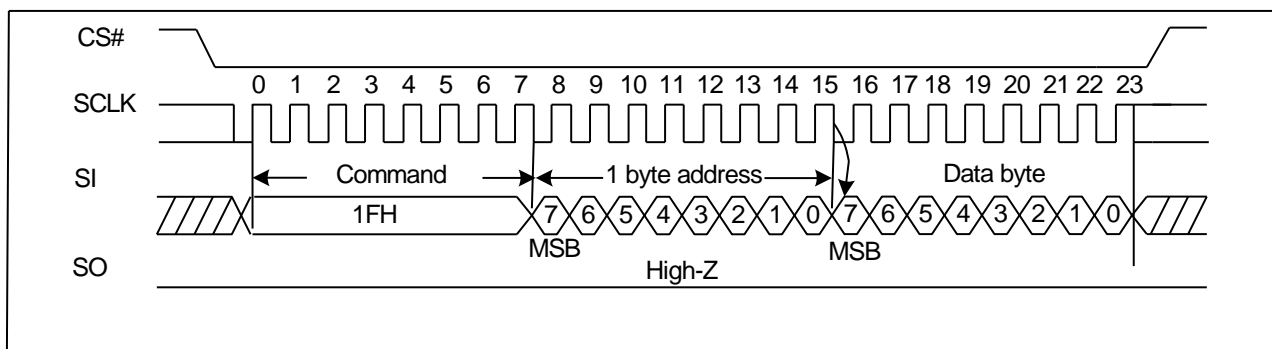 CS#
0 1 2 3 4 5 6 7 8 9 10 11 12 13 14 15 16 17 18 19 20 21 22 23
SCLK
SI Command 1 byte address Data byte
1FH 7 6 5 4 3 2 1 0 7 6 5 4 3 2 1 0
MSB MSB
SO High-Z